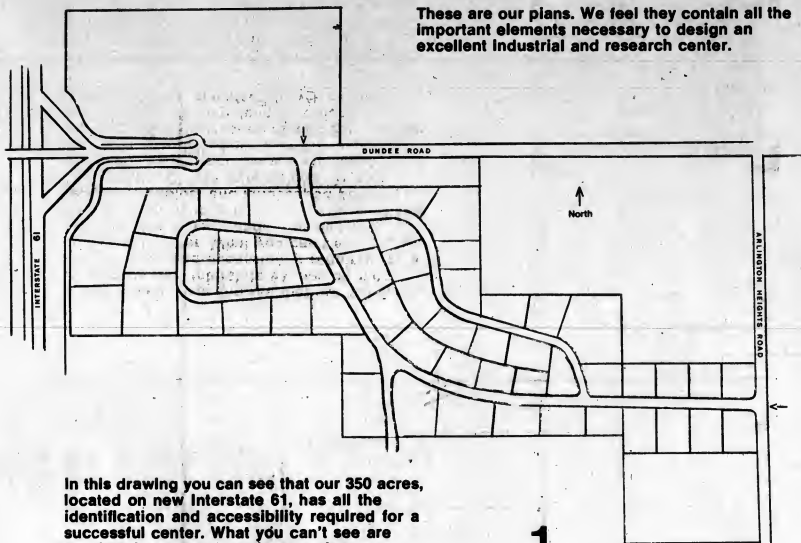 These are our plans. We feel they contain all the
important elements necessary to design an
excellent industrial and research center.
DUNDEE ROAD
North
INTERSTATE 61
ARLINGTON HEIGHTS ROAD
In this drawing you can see that our 350 acres,
located on new Interstate 61, has all the
identification and accessibility required for a
successful center. What you can't see are
1